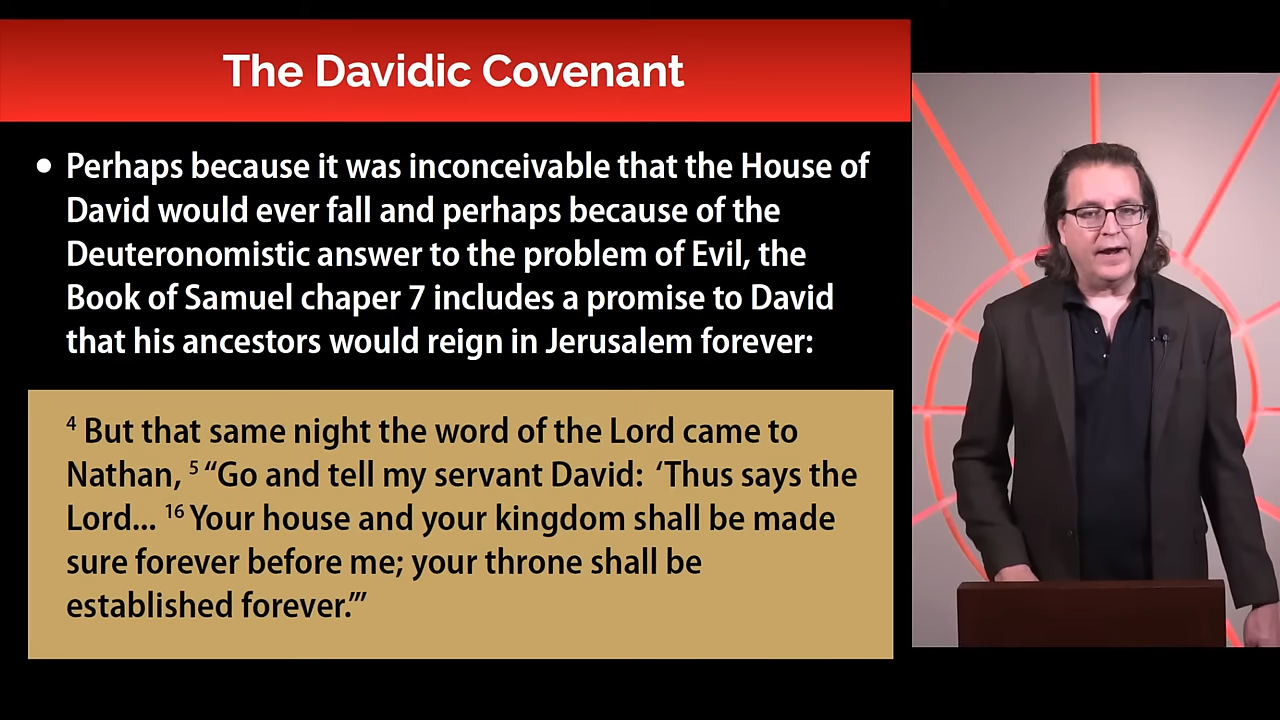 The Davidic Covenant
• Perhaps because it was inconceivable that the House of
David would ever fall and perhaps because of the
Deuteronomistic answer to the problem of Evil, the
Book of Samuel chaper 7 includes a promise to David
that his ancestors would reign in Jerusalem forever:
⁴ But that same night the word of the Lord came to
Nathan, ⁵ “Go and tell my servant David: ‘Thus says the
Lord... ¹⁶ Your house and your kingdom shall be made
sure forever before me; your throne shall be
established forever.’”